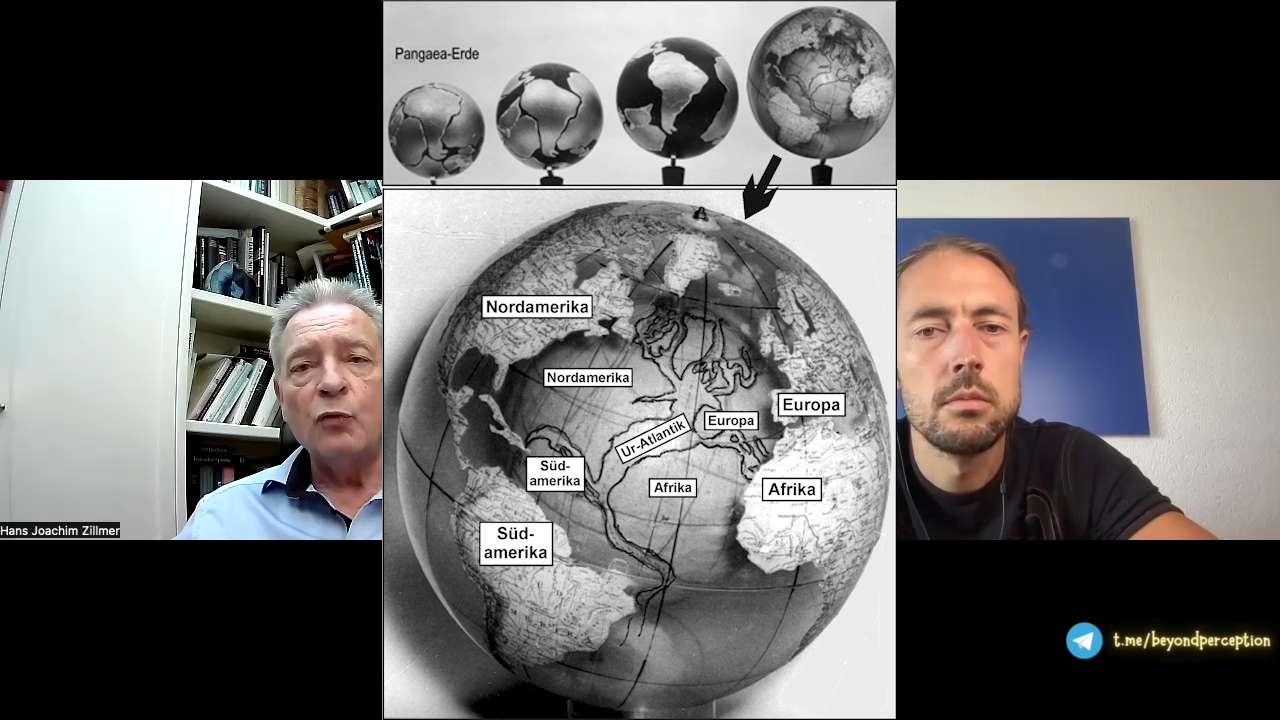 Pangaea-Erde
Nordamerika
Nordamerika
Europa
Europa
Ur-Atlantik
Süd-
amerika
Afrika
Afrika
Süd-
amerika
Hans Joachim Zillmer
t.me/beyondperception